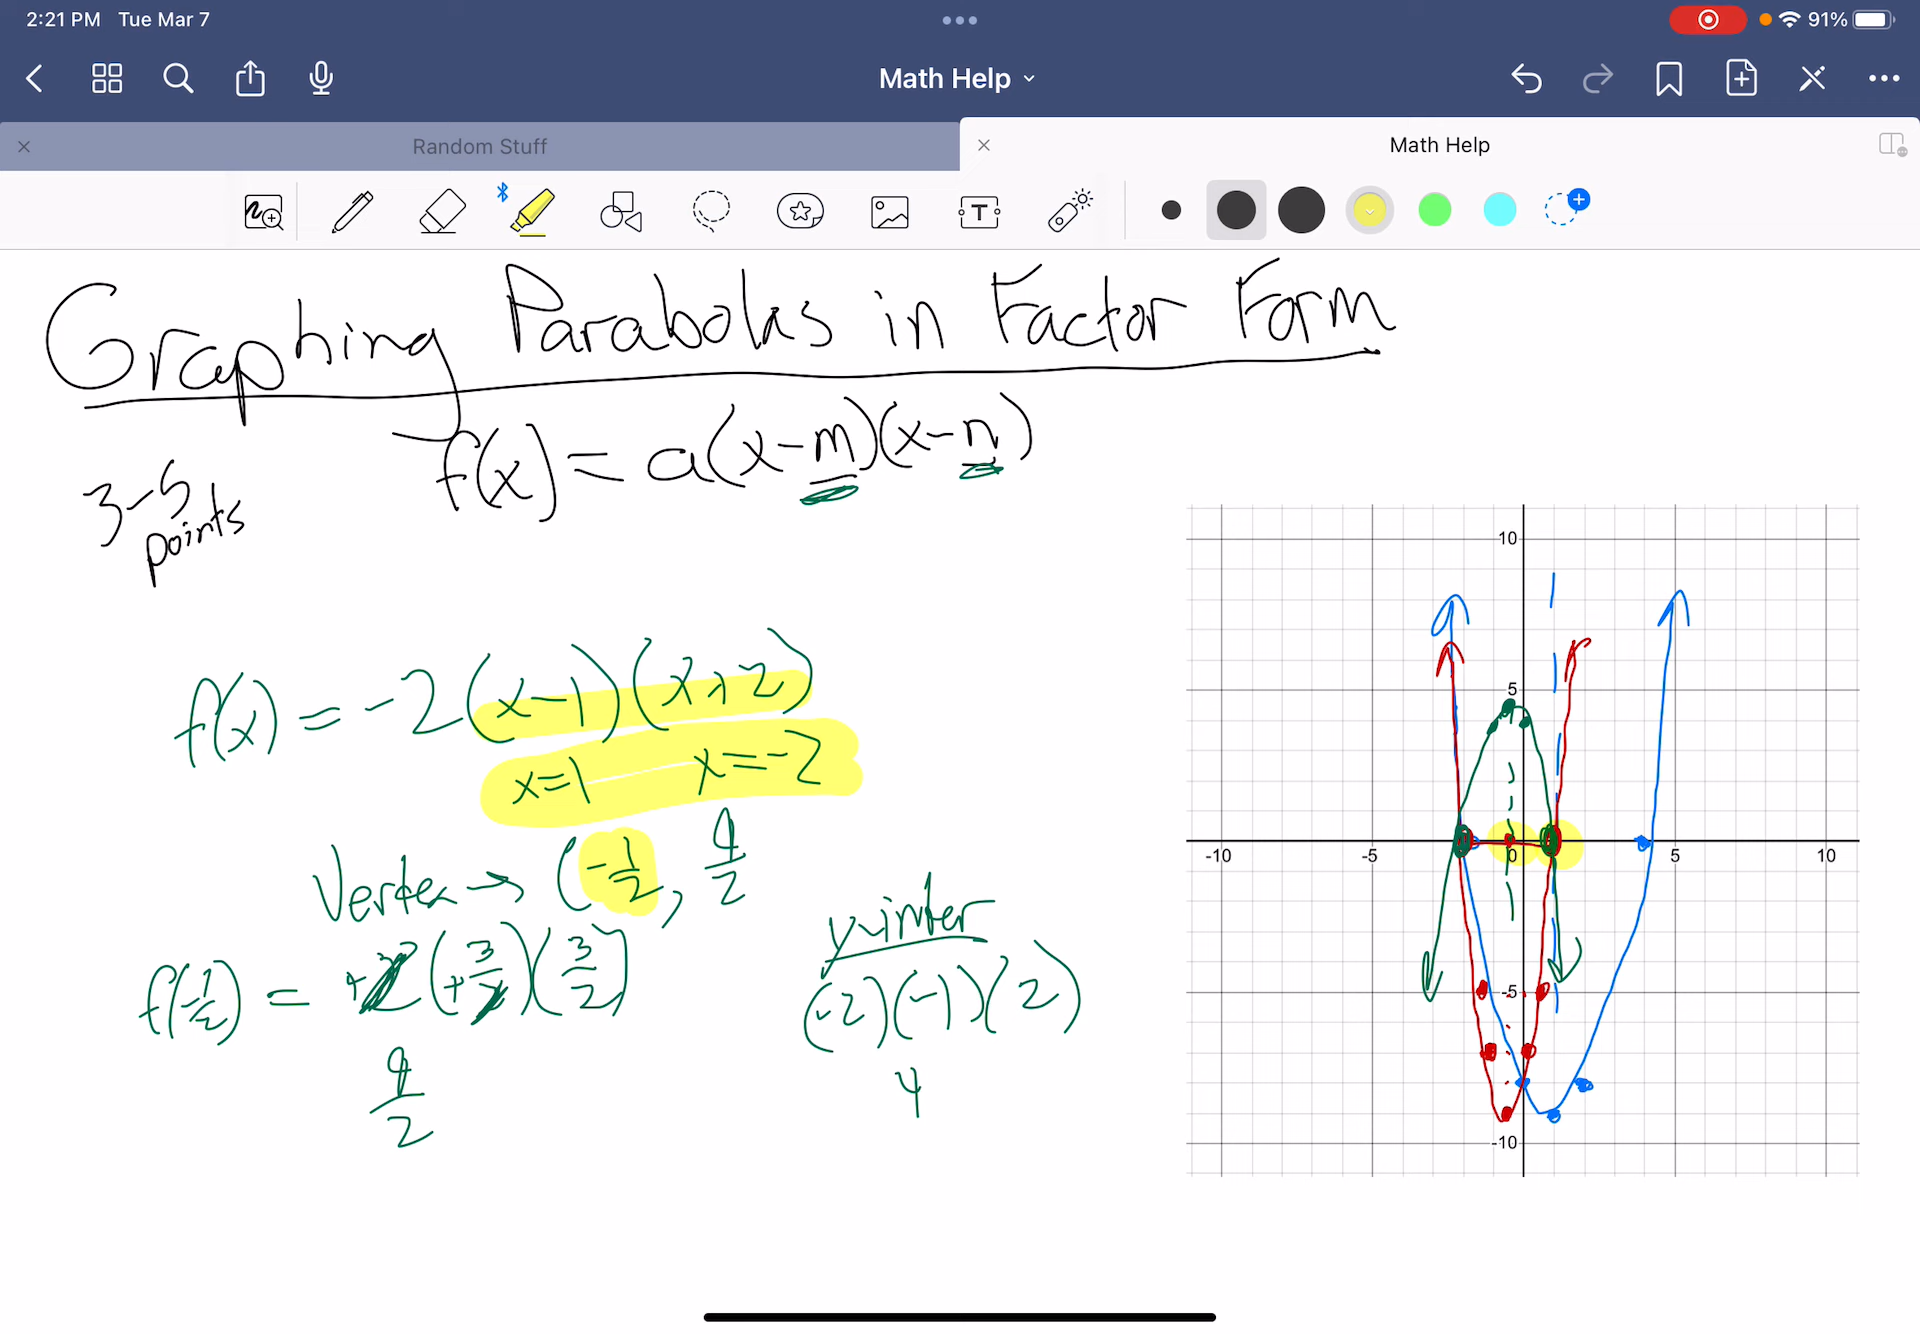 2:21 PM Tue Mar 7
91%
Math Help
Random Stuff
Math Help
Graphing Parabolas in Factor Form
f(x) = a(x-m)(x-n)
3-5
points
f(x) = -2(x-1)(x+2)
x=1 x=-2
Vertex → (-1/2, 9/2
f(-1/2) = +2(+3/2)(3/2)
9/2
y-inter
(-2)(-1)(2)
4
10
5
-10 -5 0 5 10
-5
-10